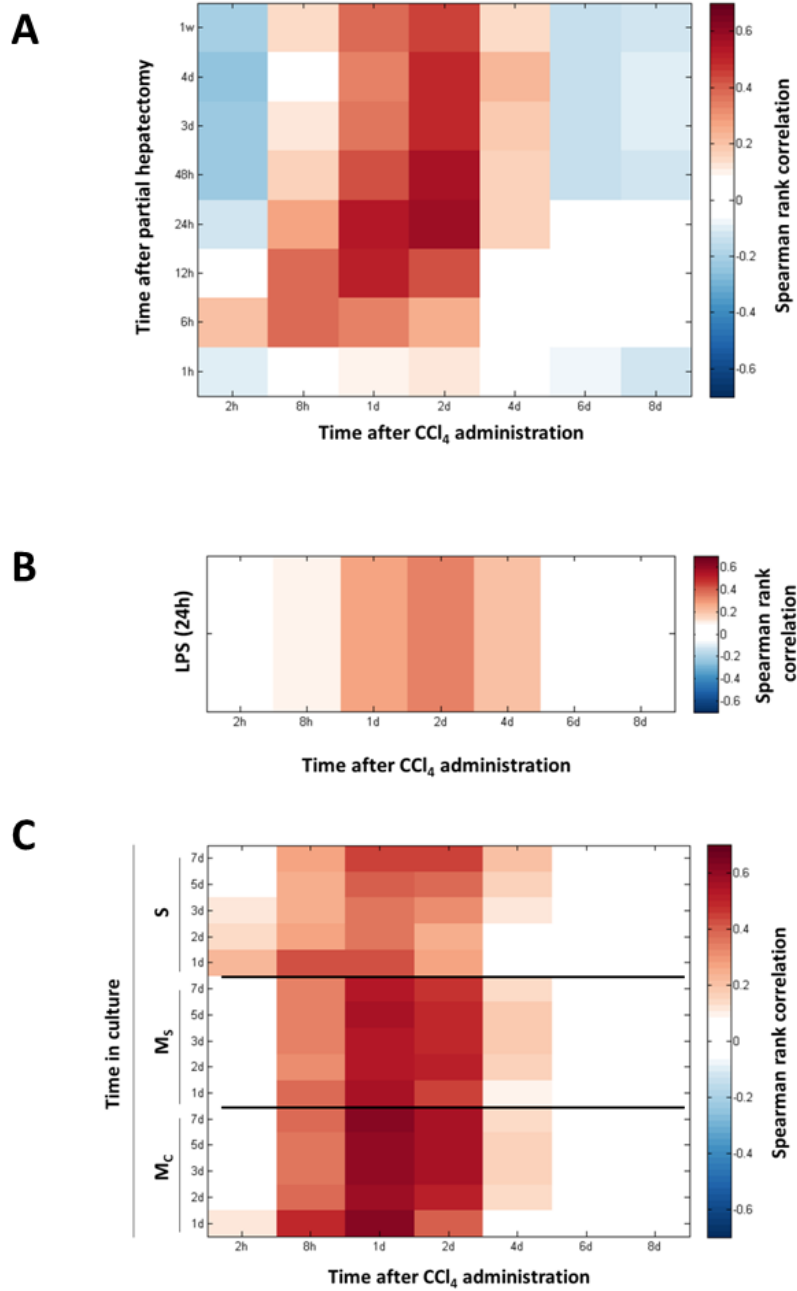 A
Time after partial hepatectomy
1w
4d
3d
48h
24h
12h
6h
1h
2h 8h 1d 2d 4d 6d 8d
Time after CCl₄ administration
0.6
0.4
0.2
0
-0.2
-0.4
-0.6
Spearman rank correlation
B
LPS (24h)
2h 8h 1d 2d 4d 6d 8d
Time after CCl₄ administration
0.6
0.4
0.2
0
-0.2
-0.4
-0.6
Spearman rank
correlation
C
Time in culture
S
7d
5d
3d
2d
1d
M_S
7d
5d
3d
2d
1d
M_C
7d
5d
3d
2d
1d
2h 8h 1d 2d 4d 6d 8d
Time after CCl₄ administration
0.6
0.4
0.2
0
-0.2
-0.4
-0.6
Spearman rank correlation